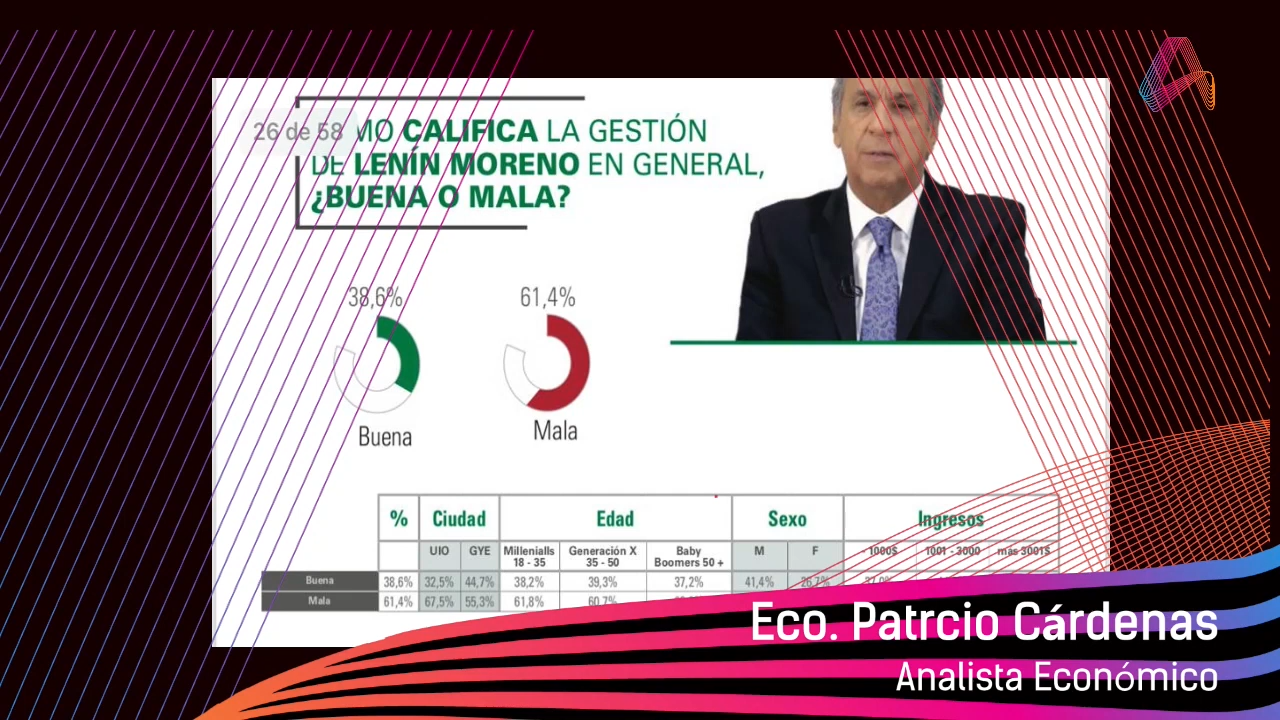 26 de 58
MO CALIFICA LA GESTIÓN
DE LENÍN MORENO EN GENERAL,
¿BUENA O MALA?
38,6%
61,4%
Buena
Mala
% Ciudad Edad Sexo Ingresos
UIO GYE Millenialls 18 - 35 Generación X 35 - 50 Baby Boomers 50 + M F - 1000$ 1001 - 3000 más 3001$
Buena 38,6% 32,5% 44,7% 38,2% 39,3% 37,2% 41,4%
Mala 61,4% 67,5% 55,3% 61,8% 60,7%
Eco. Patrcio Cárdenas
Analista Económico